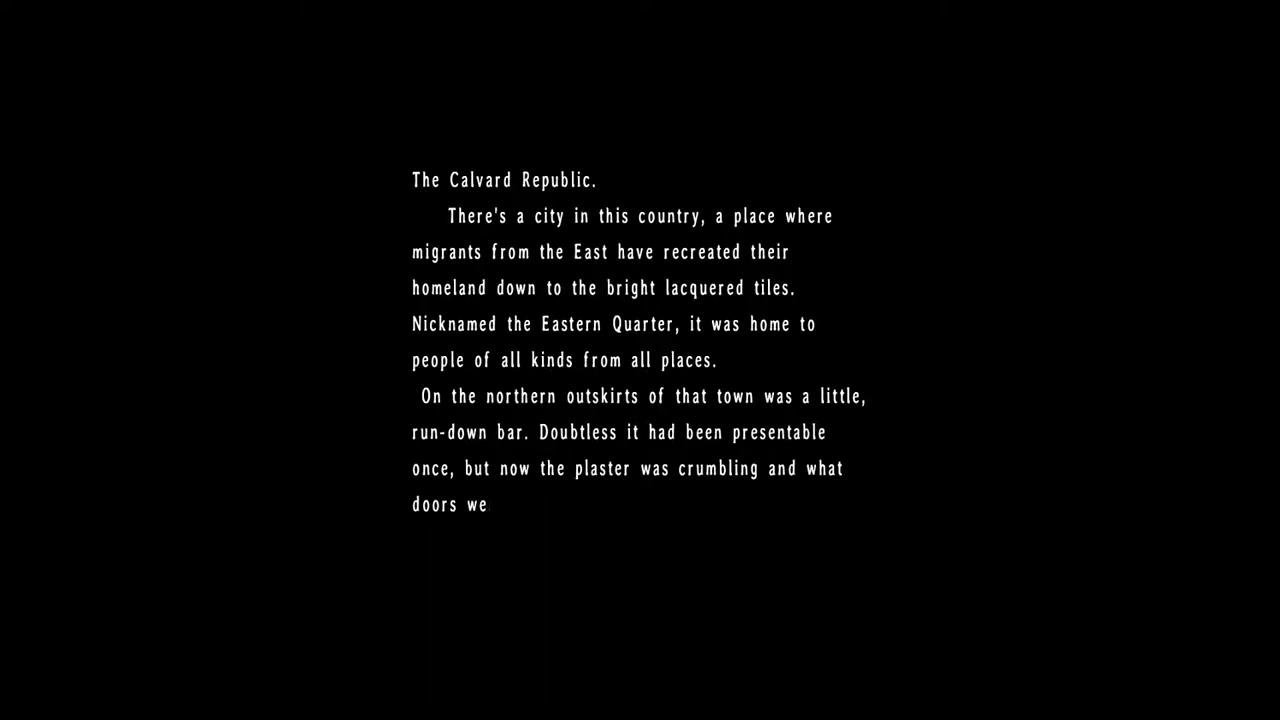 The Calvard Republic.
There's a city in this country, a place where
migrants from the East have recreated their
homeland down to the bright lacquered tiles.
Nicknamed the Eastern Quarter, it was home to
people of all kinds from all places.
On the northern outskirts of that town was a little,
run-down bar. Doubtless it had been presentable
once, but now the plaster was crumbling and what
doors we